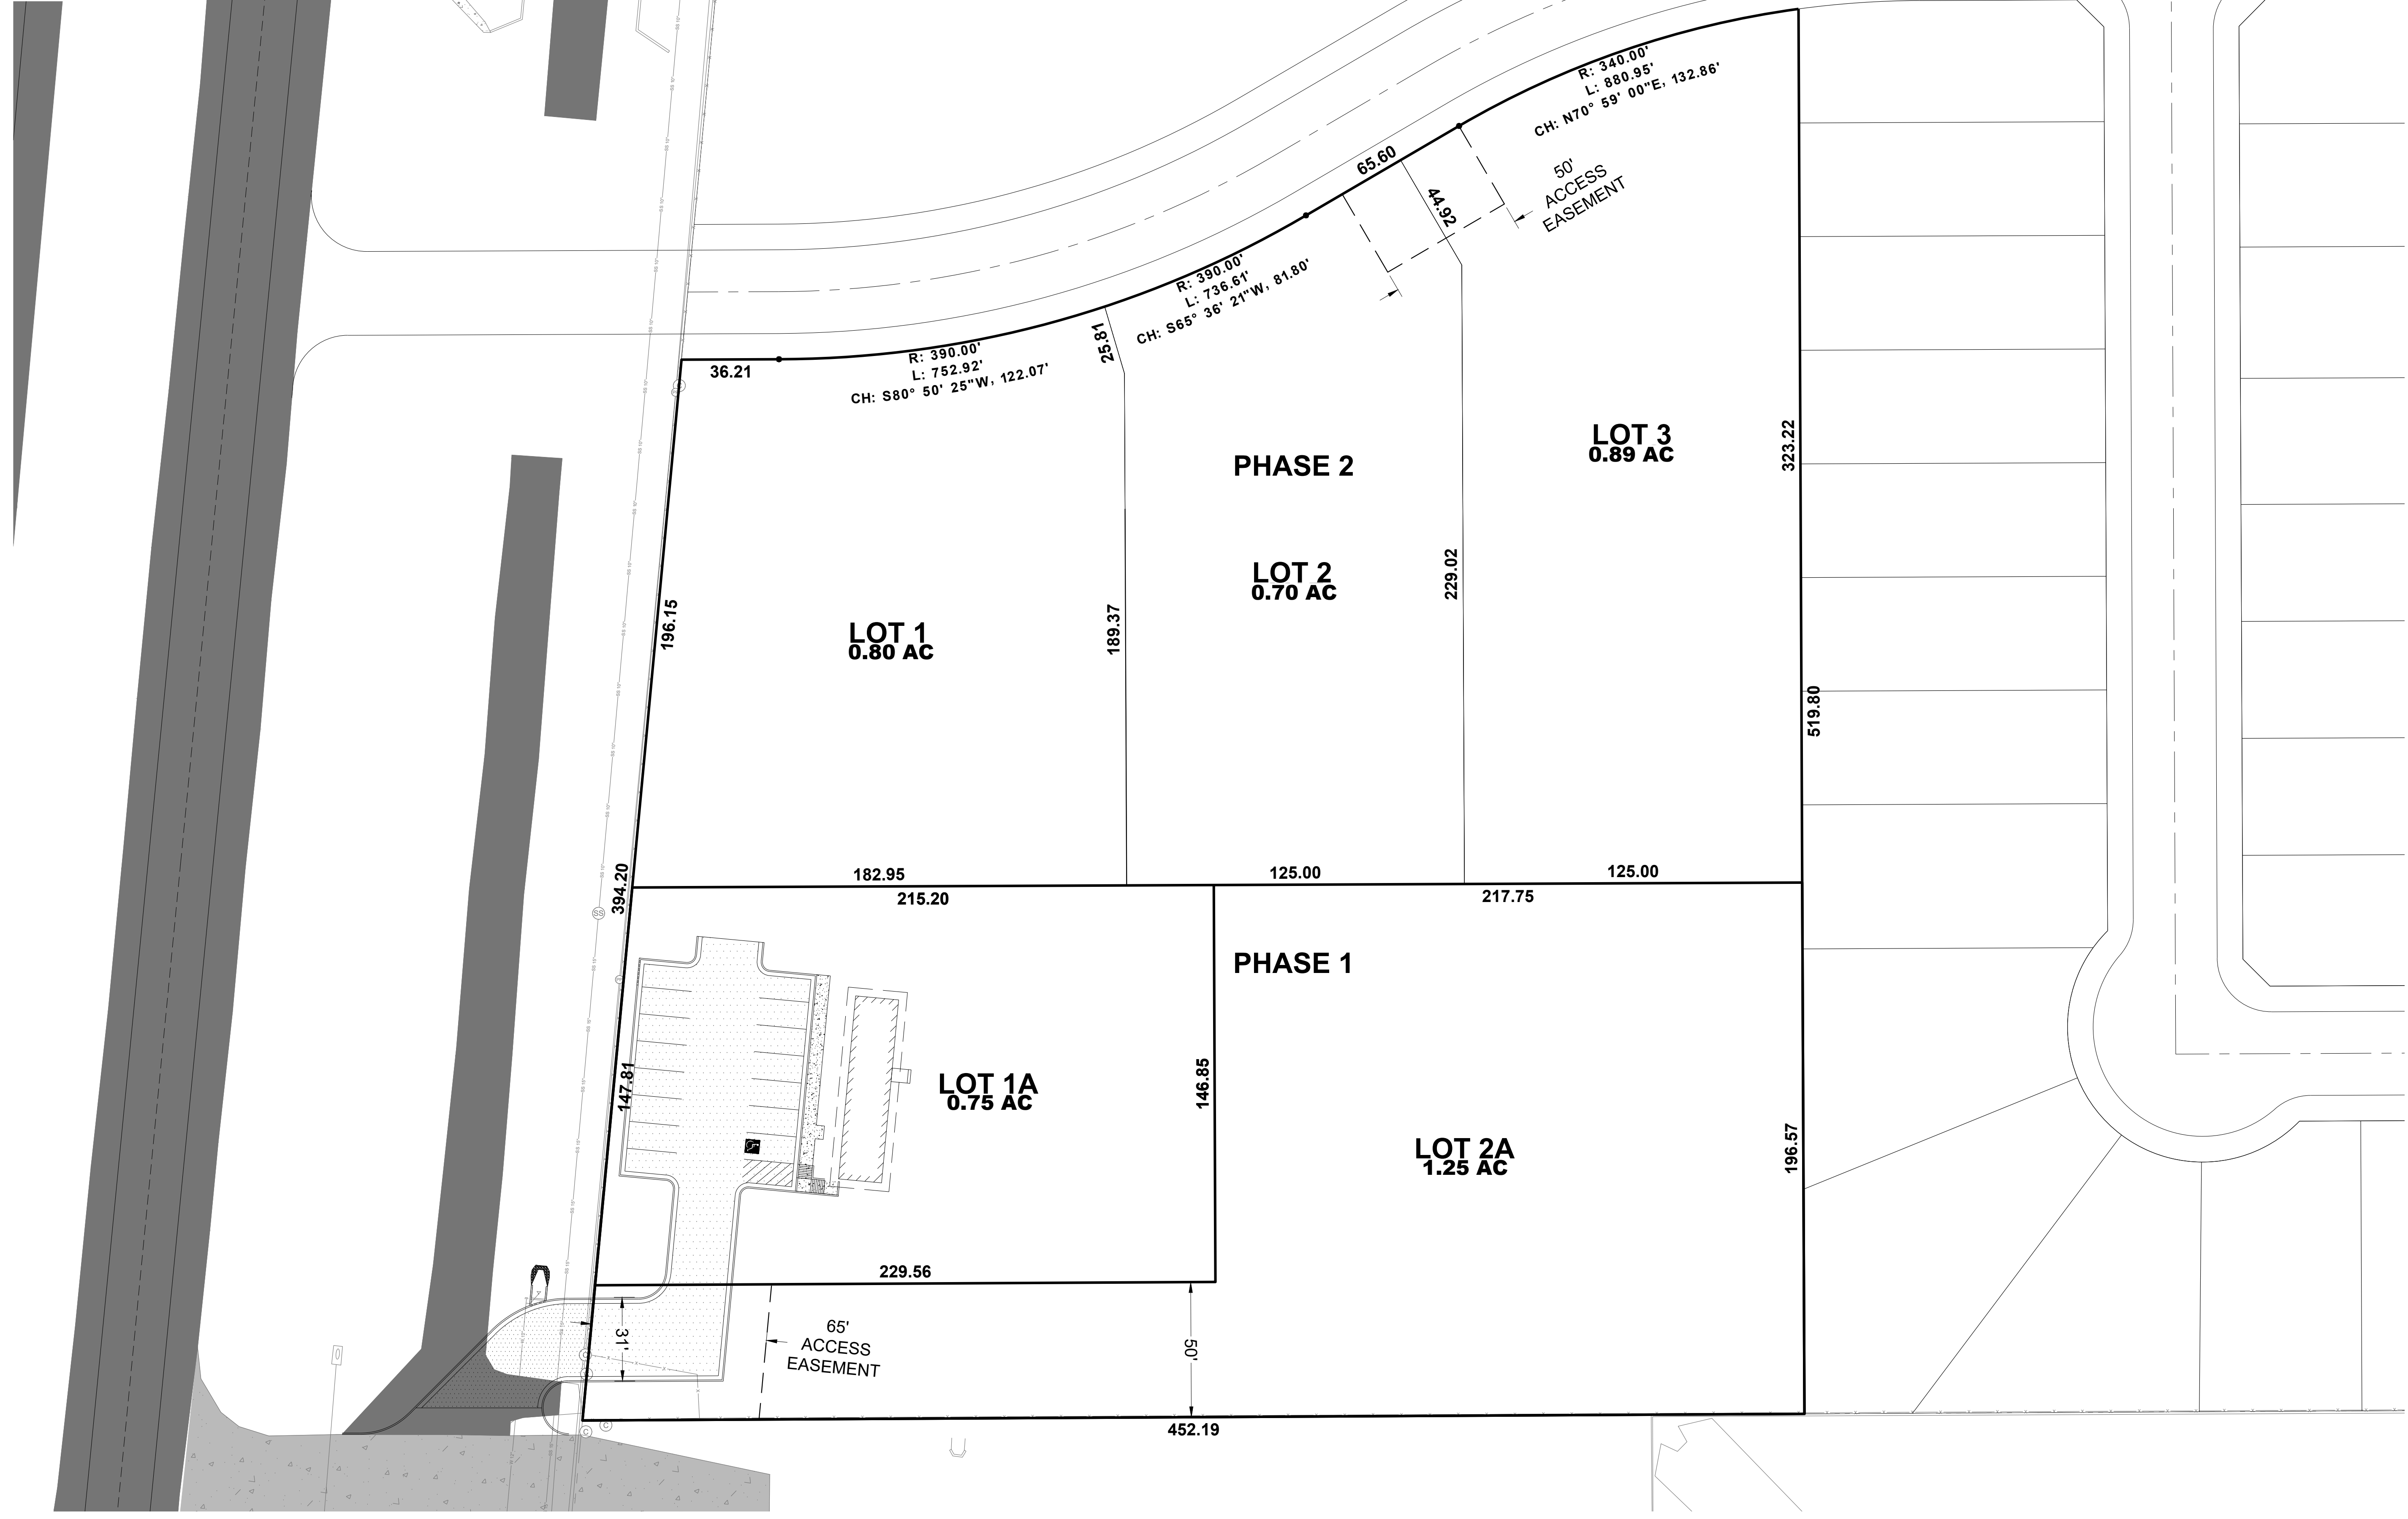 R: 340.00'
L: 880.95'
CH: N70° 59' 00"E, 132.86'
65.60
44.92
50'
ACCESS
EASEMENT
R: 390.00'
L: 736.61'
CH: S65° 36' 21"W, 81.80'
25.81
R: 390.00'
L: 752.92'
CH: S80° 50' 25"W, 122.07'
36.21
LOT 3
0.89 AC
323.22
PHASE 2
229.02
LOT 2
0.70 AC
196.15
LOT 1
0.80 AC
189.37
519.80
182.95
125.00
125.00
394.20
215.20
217.75
SS
PHASE 1
147.81
LOT 1A
0.75 AC
146.85
LOT 2A
1.25 AC
196.57
229.56
31'
65'
ACCESS
EASEMENT
50'
452.19
C
C